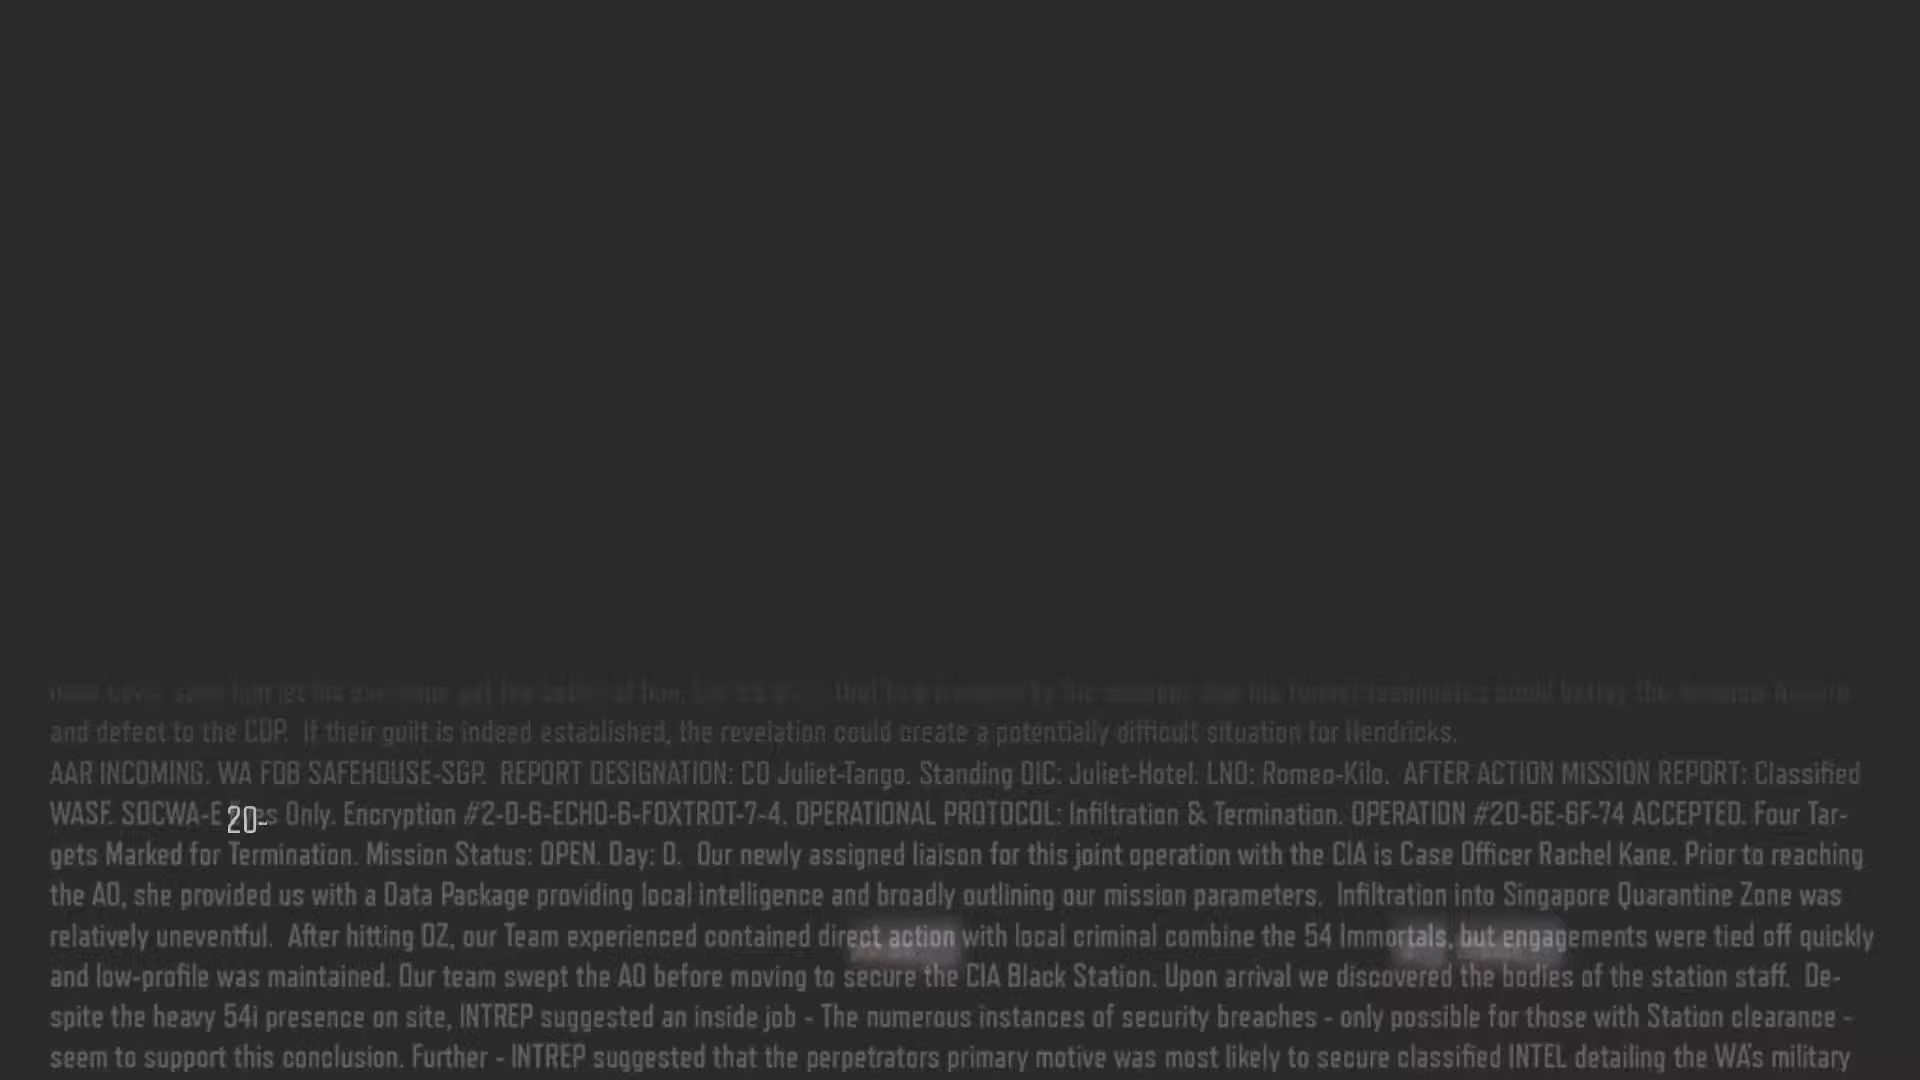 and defect to the CDP. If their guilt is indeed established, the revelation could create a potentially difficult situation for Hendricks.
AAR INCOMING. WA FOB SAFEHOUSE-SGP. REPORT DESIGNATION: CO Juliet-Tango. Standing OIC: Juliet-Hotel. LNO: Romeo-Kilo. AFTER ACTION MISSION REPORT: Classified
WASF. SOCWA-E Only. Encryption #2-0-6-ECHO-6-FOXTROT-7-4. OPERATIONAL PROTOCOL: Infiltration & Termination. OPERATION #20-6E-6F-74 ACCEPTED. Four Tar-
20-
gets Marked for Termination. Mission Status: OPEN. Day: 0. Our newly assigned liaison for this joint operation with the CIA is Case Officer Rachel Kane. Prior to reaching
the AO, she provided us with a Data Package providing local intelligence and broadly outlining our mission parameters. Infiltration into Singapore Quarantine Zone was
relatively uneventful. After hitting OZ, our Team experienced contained direct action with local criminal combine the 54 Immortals, but engagements were tied off quickly
and low-profile was maintained. Our team swept the AO before moving to secure the CIA Black Station. Upon arrival we discovered the bodies of the station staff. De-
spite the heavy 54i presence on site, INTREP suggested an inside job - The numerous instances of security breaches - only possible for those with Station clearance -
seem to support this conclusion. Further - INTREP suggested that the perpetrators primary motive was most likely to secure classified INTEL detailing the WA's military